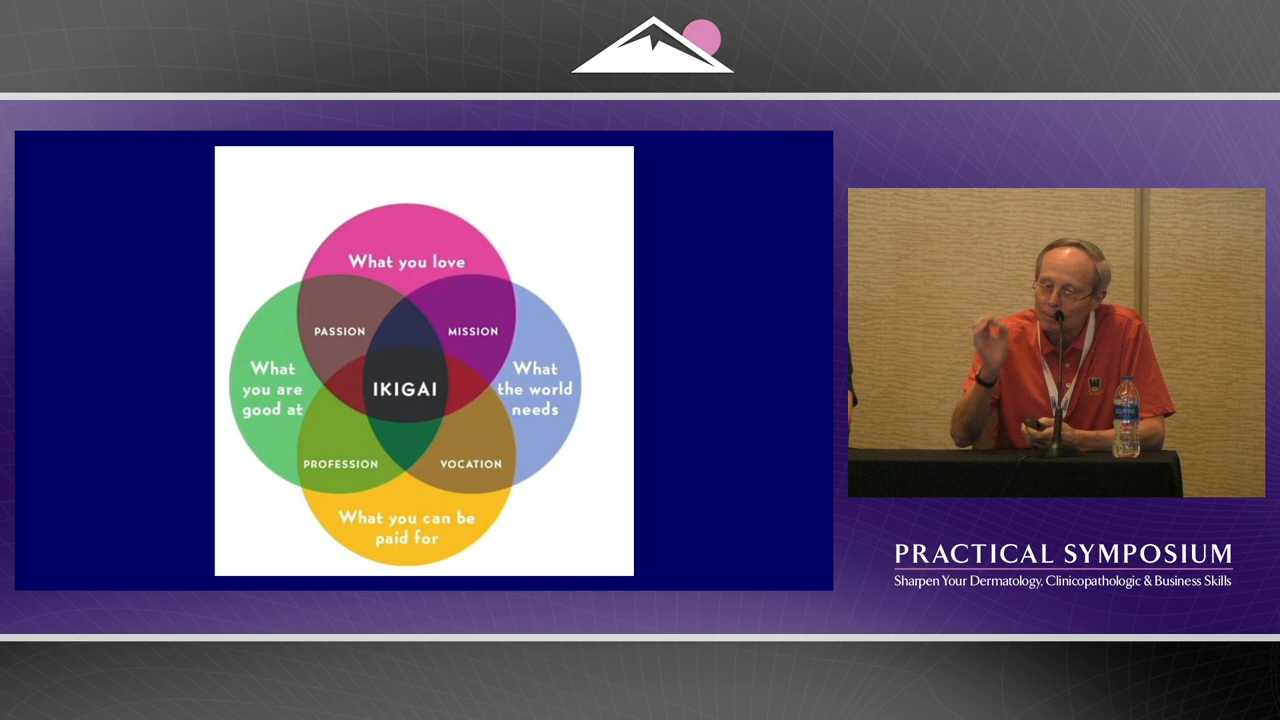 What you love
PASSION
MISSION
What
you are
good at
IKIGAI
What
the world
needs
PROFESSION
VOCATION
What you can be
paid for
PRACTICAL SYMPOSIUM
Sharpen Your Dermatology, Clinicopathologic & Business Skills